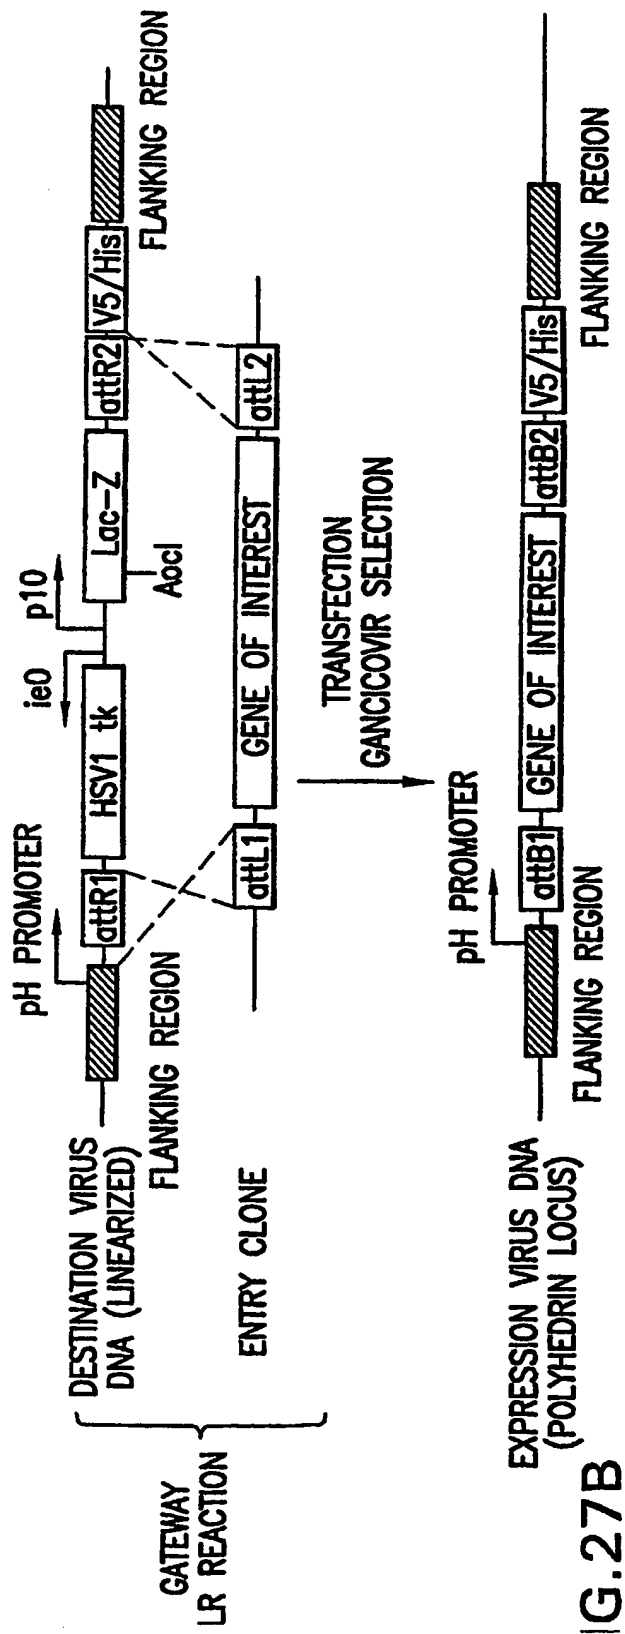 GATEWAY
LR REACTION
DESTINATION VIRUS
DNA (LINEARIZED)
FLANKING REGION
pH PROMOTER
attR1
HSV1 tk
ie0
p10
Lac-Z
AocI
attR2
V5/His
FLANKING REGION
ENTRY CLONE
attL1
GENE OF INTEREST
attL2
TRANSFECTION
GANCICOVIR SELECTION
EXPRESSION VIRUS DNA
(POLYHEDRIN LOCUS)
FLANKING REGION
pH PROMOTER
attB1
GENE OF INTEREST
attB2
V5/His
FLANKING REGION
IG.27B